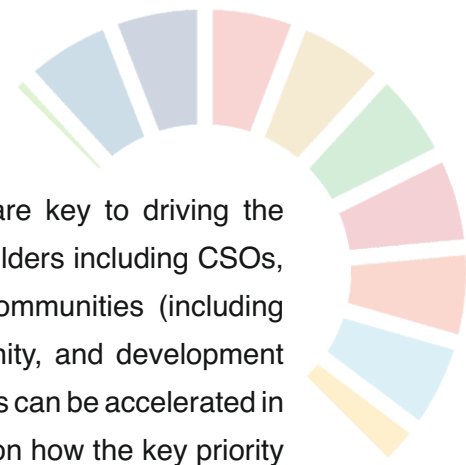 are key to driving the
lders including CSOs,
ommunities (including
nity, and development
s can be accelerated in
on how the key priority